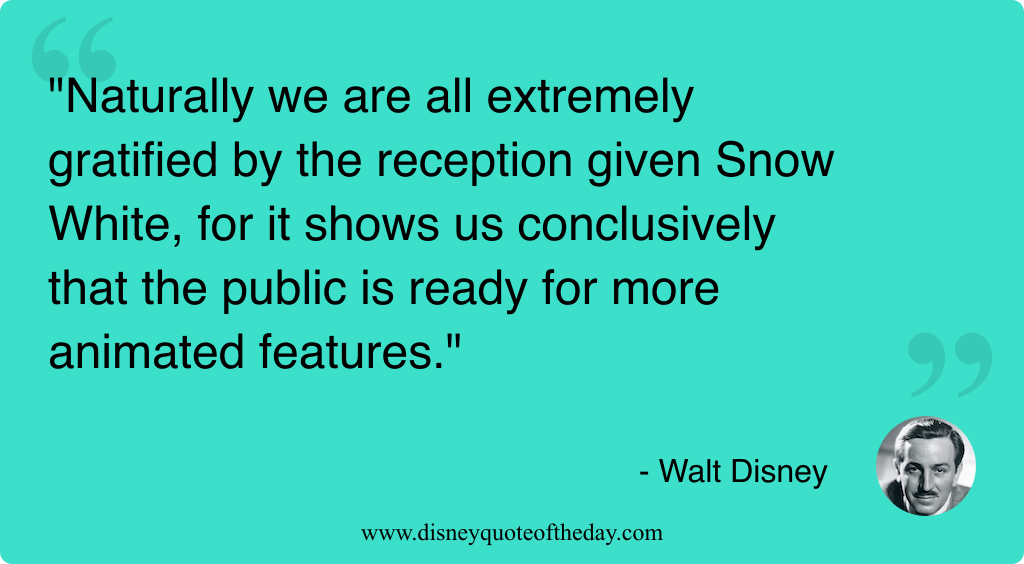 "Naturally we are all extremely
gratified by the reception given Snow
White, for it shows us conclusively
that the public is ready for more
animated features."
- Walt Disney
www.disneyquoteoftheday.com